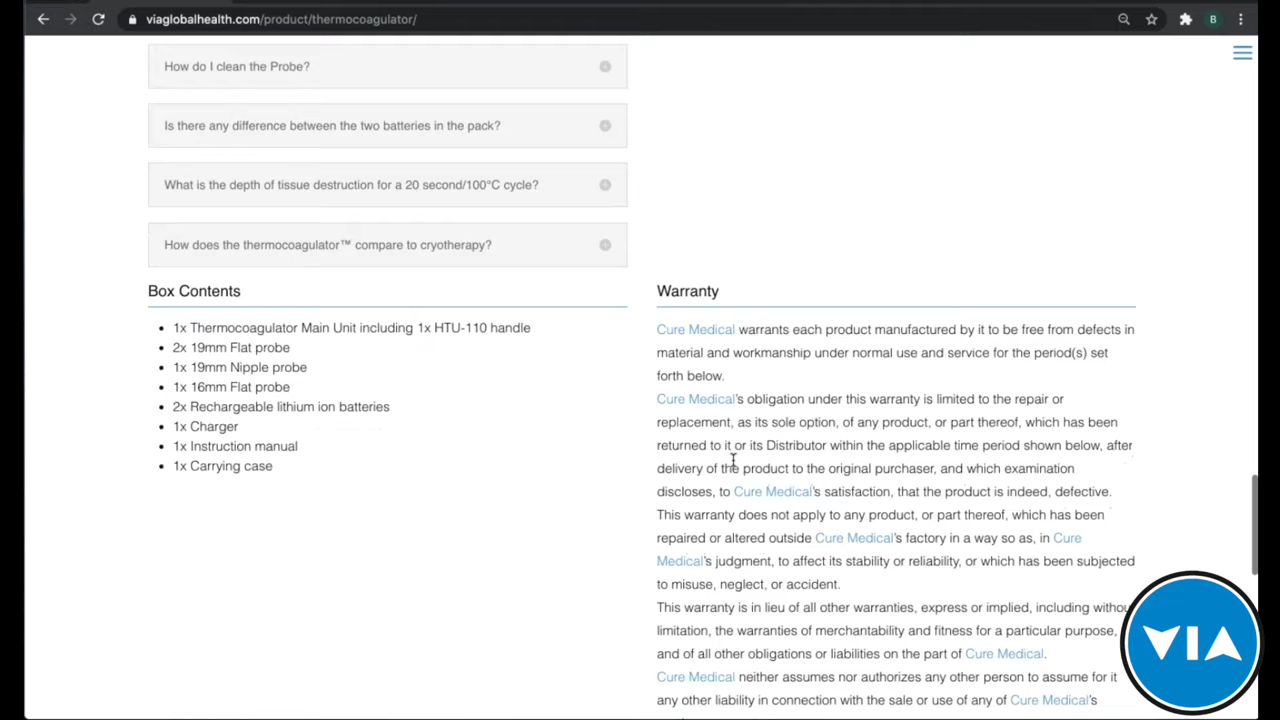 viaglobalhealth.com/product/thermocoagulator/
B
How do I clean the Probe?
Is there any difference between the two batteries in the pack?
What is the depth of tissue destruction for a 20 second/100°C cycle?
How does the thermocoagulator™ compare to cryotherapy?
Box Contents
• 1x Thermocoagulator Main Unit including 1x HTU-110 handle
• 2x 19mm Flat probe
• 1x 19mm Nipple probe
• 1x 16mm Flat probe
• 2x Rechargeable lithium ion batteries
• 1x Charger
• 1x Instruction manual
• 1x Carrying case
Warranty
Cure Medical warrants each product manufactured by it to be free from defects in
material and workmanship under normal use and service for the period(s) set
forth below.
Cure Medical's obligation under this warranty is limited to the repair or
replacement, as its sole option, of any product, or part thereof, which has been
returned to it or its Distributor within the applicable time period shown below, after
delivery of the product to the original purchaser, and which examination
discloses, to Cure Medical's satisfaction, that the product is indeed, defective.
This warranty does not apply to any product, or part thereof, which has been
repaired or altered outside Cure Medical's factory in a way so as, in Cure
Medical's judgment, to affect its stability or reliability, or which has been subjected
to misuse, neglect, or accident.
This warranty is in lieu of all other warranties, express or implied, including withou
limitation, the warranties of merchantability and fitness for a particular purpose,
and of all other obligations or liabilities on the part of Cure Medical.
Cure Medical neither assumes nor authorizes any other person to assume for it
any other liability in connection with the sale or use of any of Cure Medical's
VIA